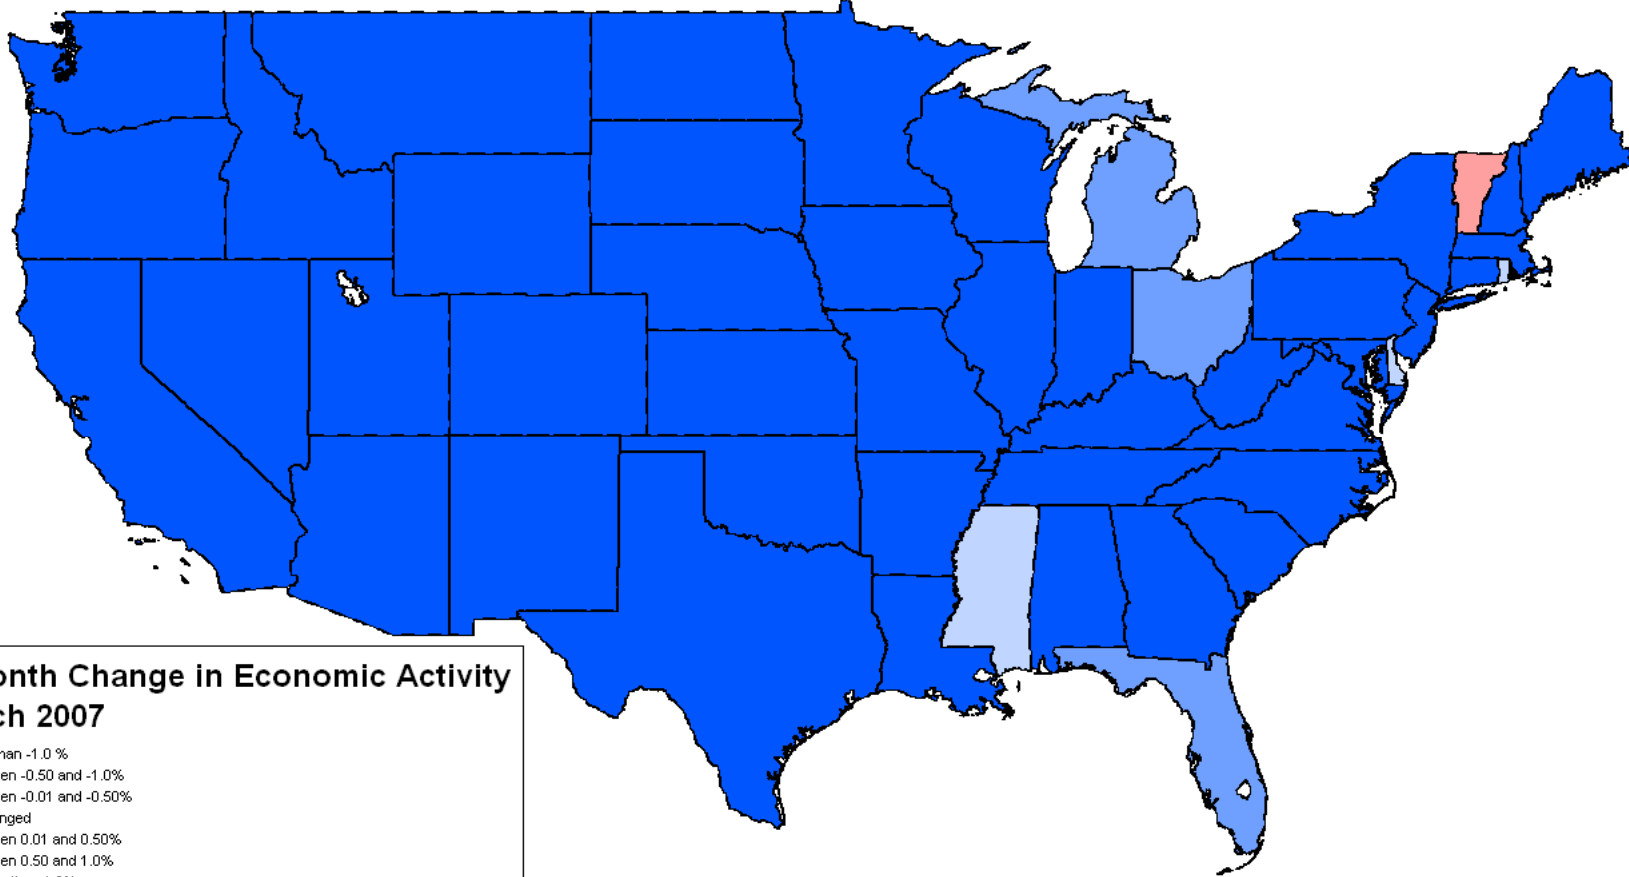 onth Change in Economic Activity
ch 2007
han -1.0 %
en -0.50 and -1.0%
en -0.01 and -0.50%
nged
en 0.01 and 0.50%
en 0.50 and 1.0%